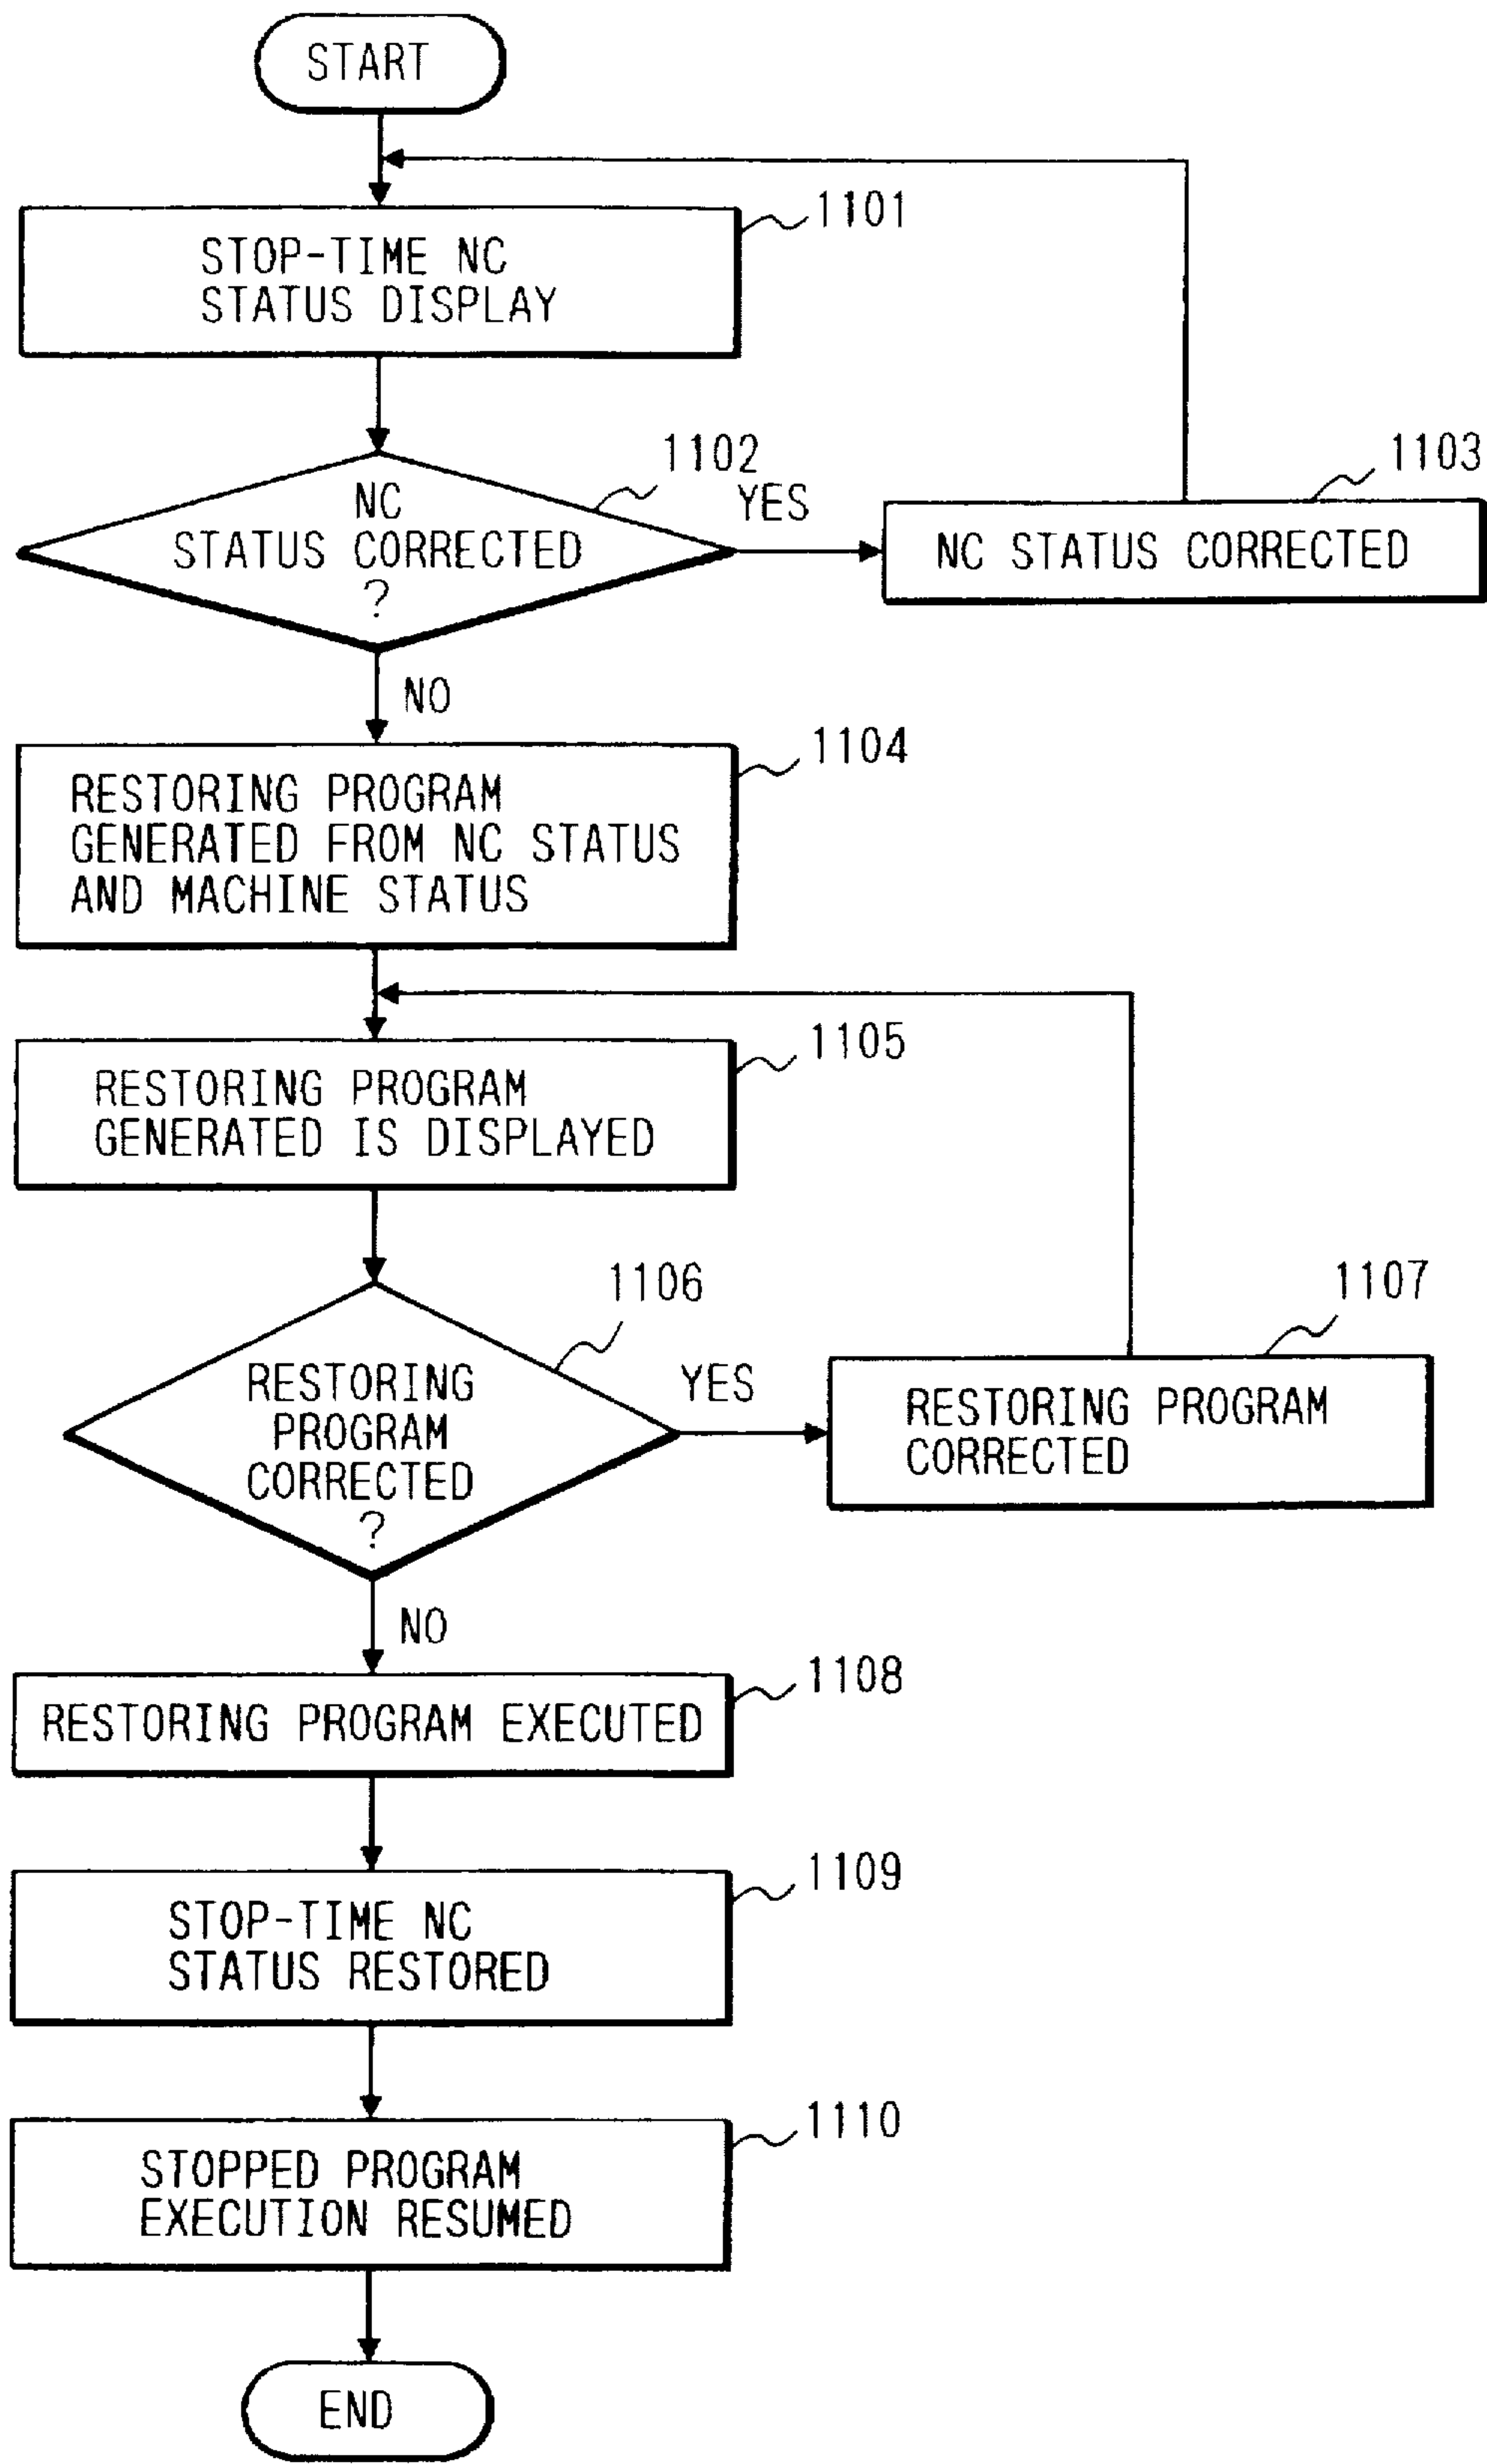 START
1101
STOP-TIME NC
STATUS DISPLAY
1102
NC
STATUS CORRECTED
?
YES
1103
NC STATUS CORRECTED
NO
1104
RESTORING PROGRAM
GENERATED FROM NC STATUS
AND MACHINE STATUS
1105
RESTORING PROGRAM
GENERATED IS DISPLAYED
1106
RESTORING
PROGRAM
CORRECTED
?
YES
1107
RESTORING PROGRAM
CORRECTED
NO
1108
RESTORING PROGRAM EXECUTED
1109
STOP-TIME NC
STATUS RESTORED
1110
STOPPED PROGRAM
EXECUTION RESUMED
END